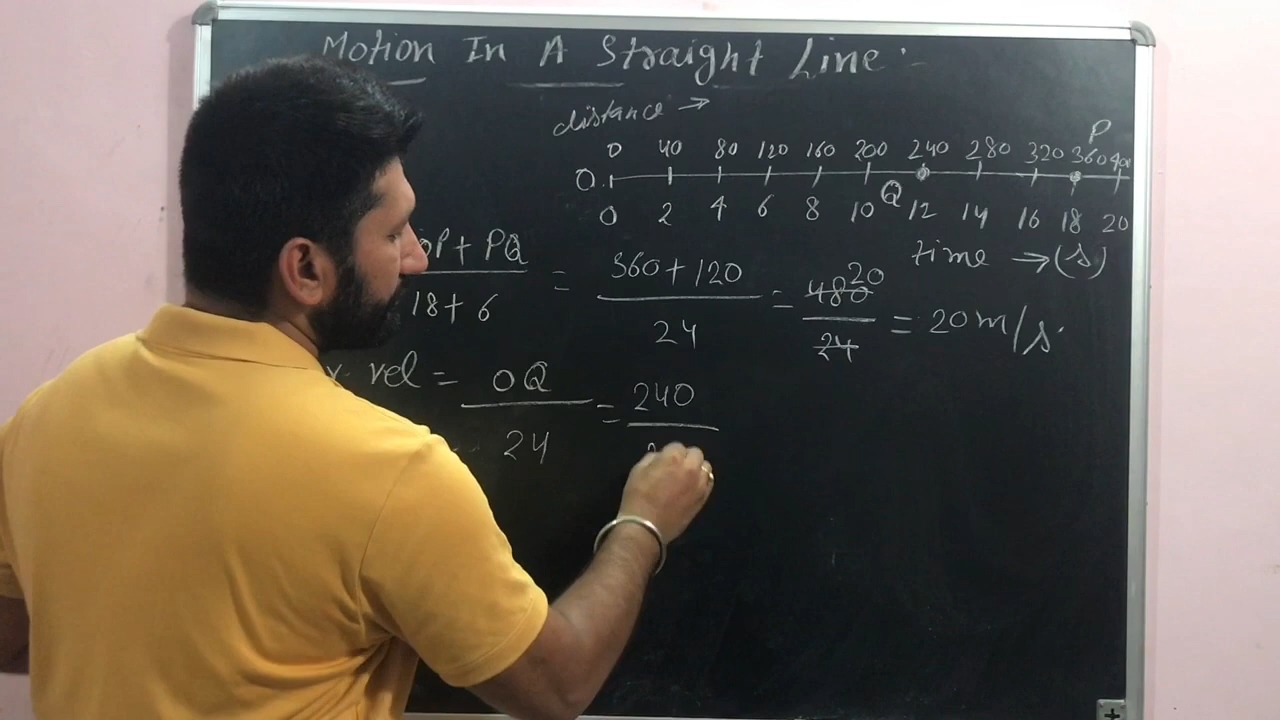 Motion In A Straight Line :-
distance →
P
0 40 80 120 160 200 240 280 320 360 400
O
Q
0 2 4 6 8 10 12 14 16 18 20
time → (s)
OP + PQ / 18 + 6 = 360 + 120 / 24 = 480 20 / 24 = 20 m/s
vel = OQ / 24 = 240 /